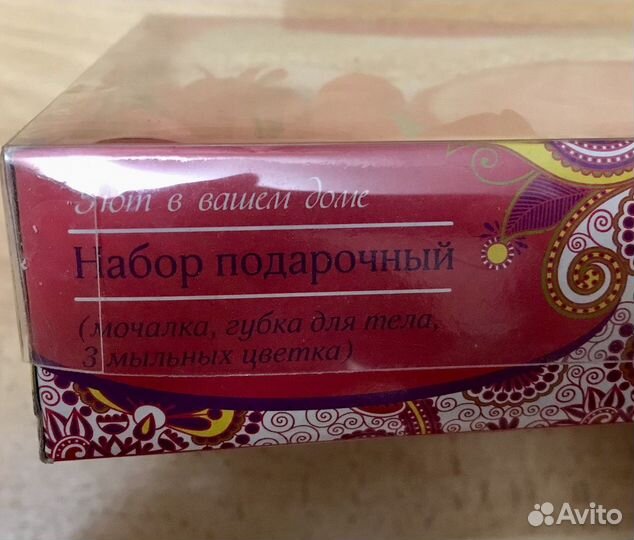 Уют в вашем доме
Набор подарочный
(мочалка, губка для тела,
3 мыльных цветка)
Avito